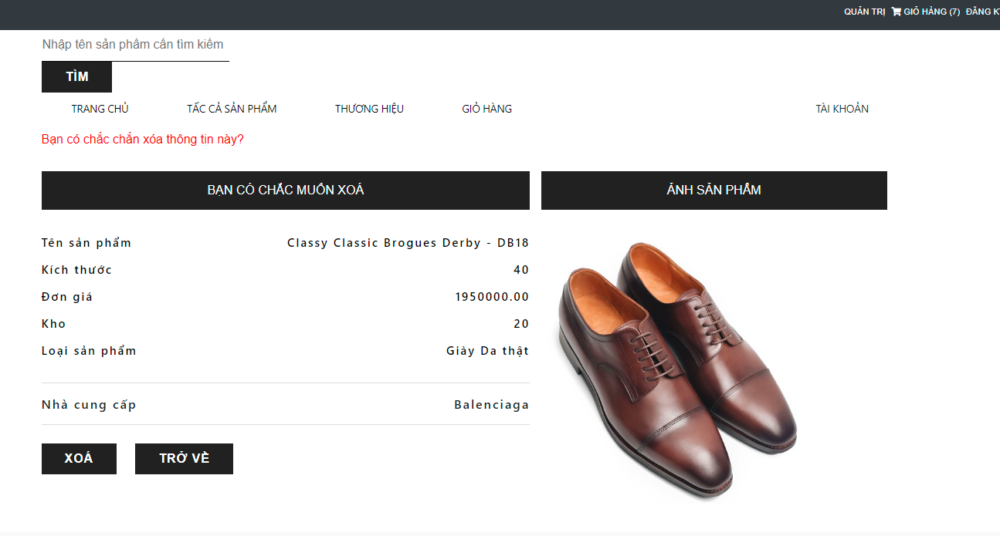 QUẢN TRỊ GIỎ HÀNG (7) ĐĂNG K
Nhập tên sản phẩm cần tìm kiếm
TÌM
TRANG CHỦ TẤC CẢ SẢN PHẨM THƯƠNG HIỆU GIỎ HÀNG TÀI KHOẢN
Bạn có chắc chắn xóa thông tin này?
BẠN CÓ CHẮC MUỐN XOÁ
ẢNH SẢN PHẨM
Tên sản phẩm Classy Classic Brogues Derby - DB18
Kích thước 40
Đơn giá 1950000.00
Kho 20
Loại sản phẩm Giày Da thật
Nhà cung cấp Balenciaga
XOÁ TRỞ VỀ